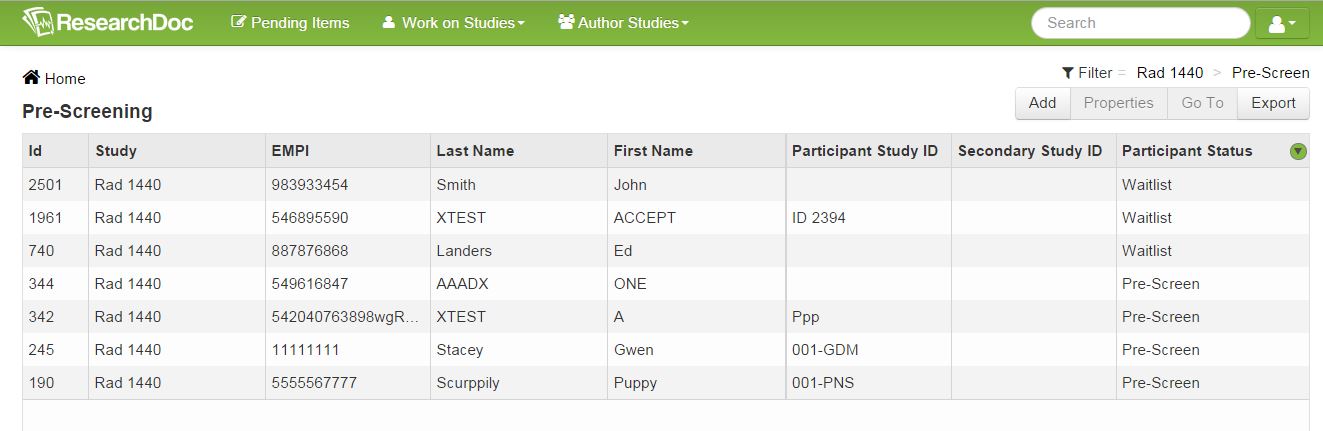 ResearchDoc Pending Items Work on Studies Author Studies Search
Home Filter = Rad 1440 > Pre-Screen
Pre-Screening Add Properties Go To Export
Id Study EMPI Last Name First Name Participant Study ID Secondary Study ID Participant Status
2501 Rad 1440 983933454 Smith John Waitlist
1961 Rad 1440 546895590 XTEST ACCEPT ID 2394 Waitlist
740 Rad 1440 887876868 Landers Ed Waitlist
344 Rad 1440 549616847 AAADX ONE Pre-Screen
342 Rad 1440 542040763898wgR... XTEST A Ppp Pre-Screen
245 Rad 1440 11111111 Stacey Gwen 001-GDM Pre-Screen
190 Rad 1440 5555567777 Scurppily Puppy 001-PNS Pre-Screen